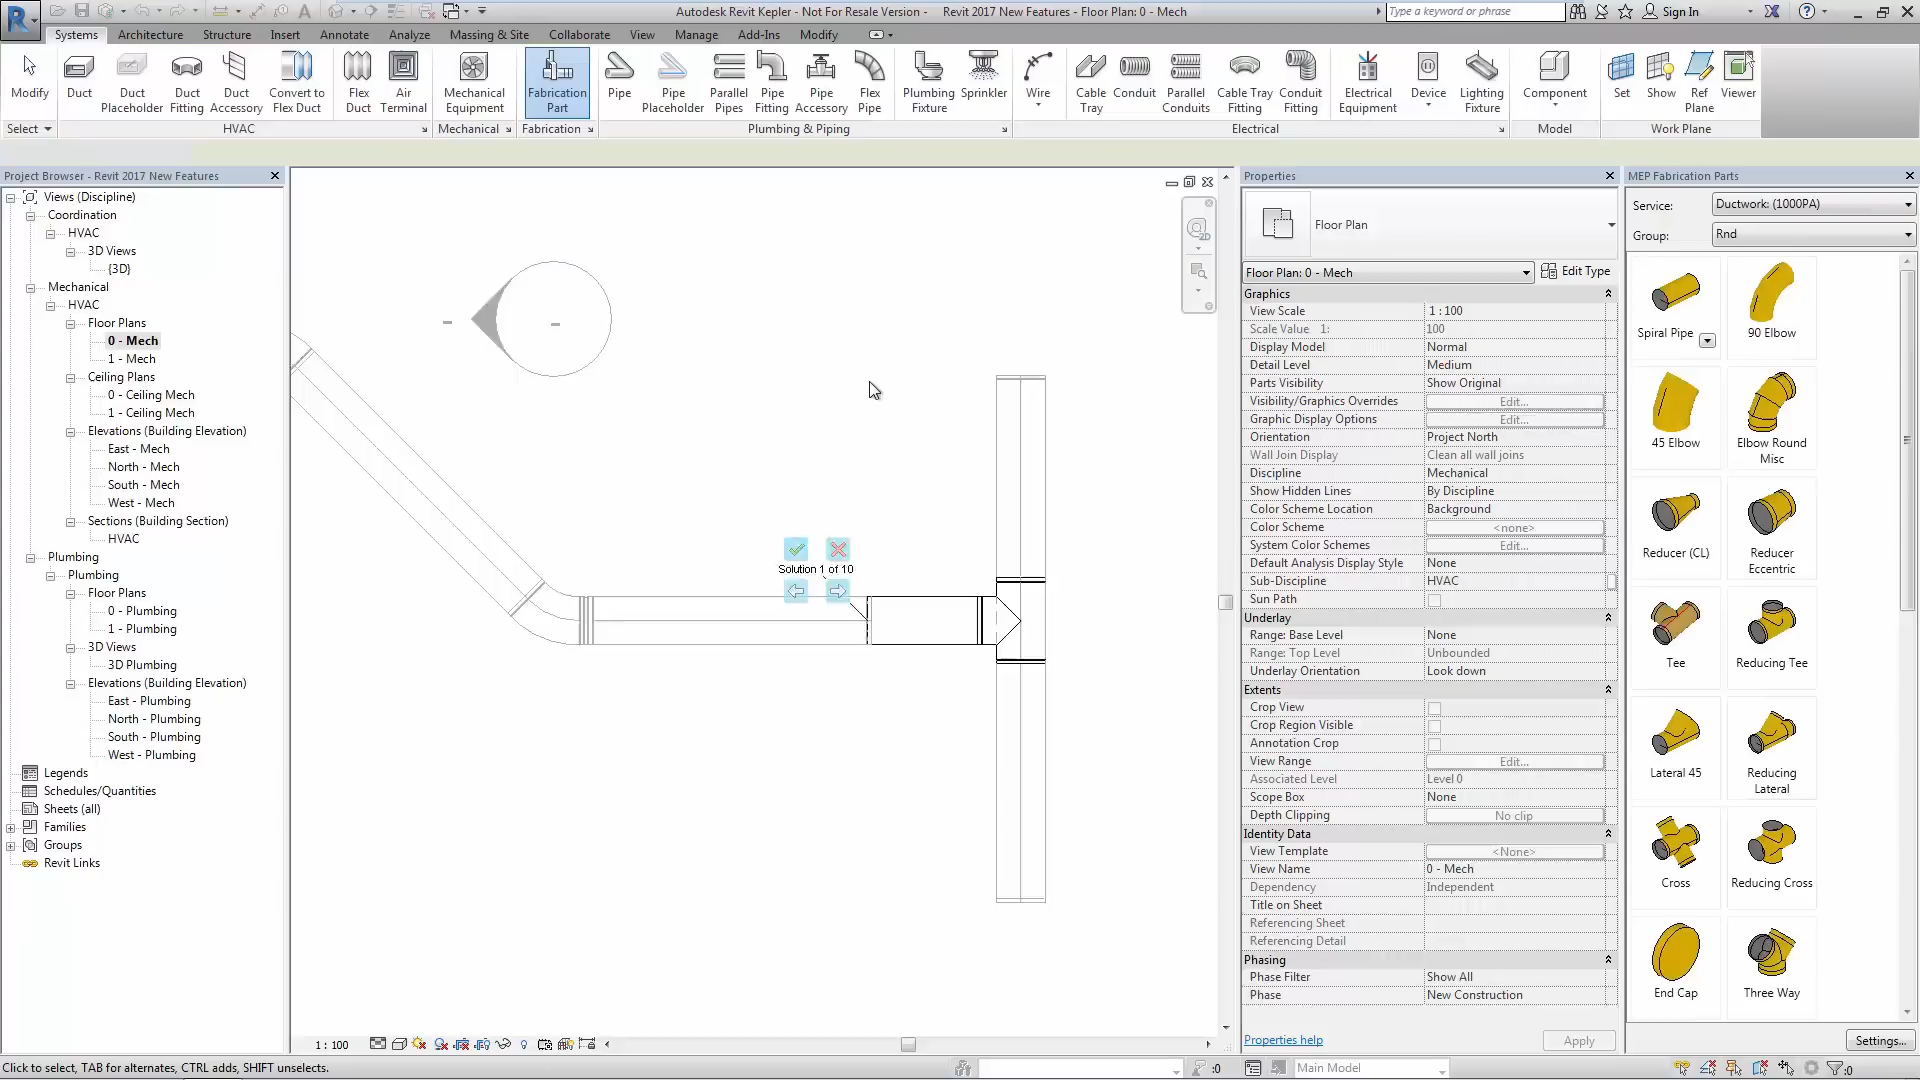 Autodesk Revit Kepler - Not For Resale Version -     Revit 2017 New Features - Floor Plan: 0 - Mech
Type a keyword or phrase
Sign In
Systems Architecture Structure Insert Annotate Analyze Massing & Site Collaborate View Manage Add-Ins Modify
Modify
Duct
Duct Placeholder
Duct Fitting
Duct Accessory
Convert to Flex Duct
Flex Duct
Air Terminal
Mechanical Equipment
Fabrication Part
Pipe
Pipe Placeholder
Parallel Pipes
Pipe Fitting
Pipe Accessory
Flex Pipe
Plumbing Fixture
Sprinkler
Wire
Cable Tray
Conduit
Parallel Conduits
Cable Tray Fitting
Conduit Fitting
Electrical Equipment
Device
Lighting Fixture
Component
Set
Show
Ref Plane
Viewer
Select HVAC Mechanical Fabrication Plumbing & Piping Electrical Model Work Plane
Project Browser - Revit 2017 New Features
Views (Discipline)
Coordination
HVAC
3D Views
{3D}
Mechanical
HVAC
Floor Plans
0 - Mech
1 - Mech
Ceiling Plans
0 - Ceiling Mech
1 - Ceiling Mech
Elevations (Building Elevation)
East - Mech
North - Mech
South - Mech
West - Mech
Sections (Building Section)
HVAC
Plumbing
Plumbing
Floor Plans
0 - Plumbing
1 - Plumbing
3D Views
3D Plumbing
Elevations (Building Elevation)
East - Plumbing
North - Plumbing
South - Plumbing
West - Plumbing
Legends
Schedules/Quantities
Sheets (all)
Families
Groups
Revit Links
2D
Solution 1 of 10
1 : 100
Properties
Floor Plan
Floor Plan: 0 - Mech
Edit Type
Graphics
View Scale 1 : 100
Scale Value 1: 100
Display Model Normal
Detail Level Medium
Parts Visibility Show Original
Visibility/Graphics Overrides Edit...
Graphic Display Options Edit...
Orientation Project North
Wall Join Display Clean all wall joins
Discipline Mechanical
Show Hidden Lines By Discipline
Color Scheme Location Background
Color Scheme <none>
System Color Schemes Edit...
Default Analysis Display Style None
Sub-Discipline HVAC
Sun Path
Underlay
Range: Base Level None
Range: Top Level Unbounded
Underlay Orientation Look down
Extents
Crop View
Crop Region Visible
Annotation Crop
View Range Edit...
Associated Level Level 0
Scope Box None
Depth Clipping No clip
Identity Data
View Template <None>
View Name 0 - Mech
Dependency Independent
Title on Sheet
Referencing Sheet
Referencing Detail
Phasing
Phase Filter Show All
Phase New Construction
Properties help
Apply
MEP Fabrication Parts
Service: Ductwork: (1000PA)
Group: Rnd
Spiral Pipe
90 Elbow
45 Elbow
Elbow Round Misc
Reducer (CL)
Reducer Eccentric
Tee
Reducing Tee
Lateral 45
Reducing Lateral
Cross
Reducing Cross
End Cap
Three Way
Settings...
Click to select, TAB for alternates, CTRL adds, SHIFT unselects.
:0
Main Model
:0